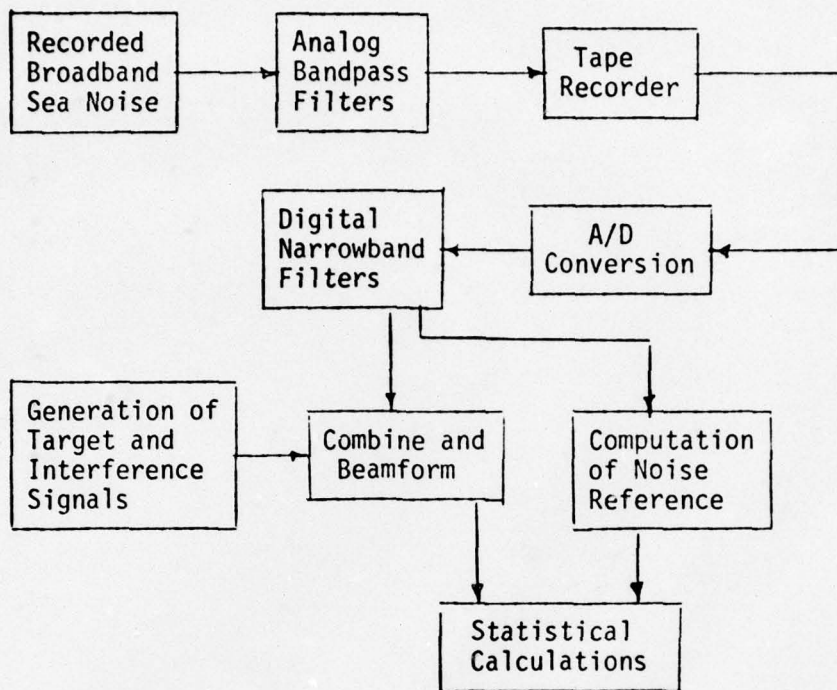 Recorded
Broadband
Sea Noise
Analog
Bandpass
Filters
Tape
Recorder
Digital
Narrowband
Filters
A/D
Conversion
Generation of
Target and
Interference
Signals
Combine and
Beamform
Computation
of Noise
Reference
Statistical
Calculations